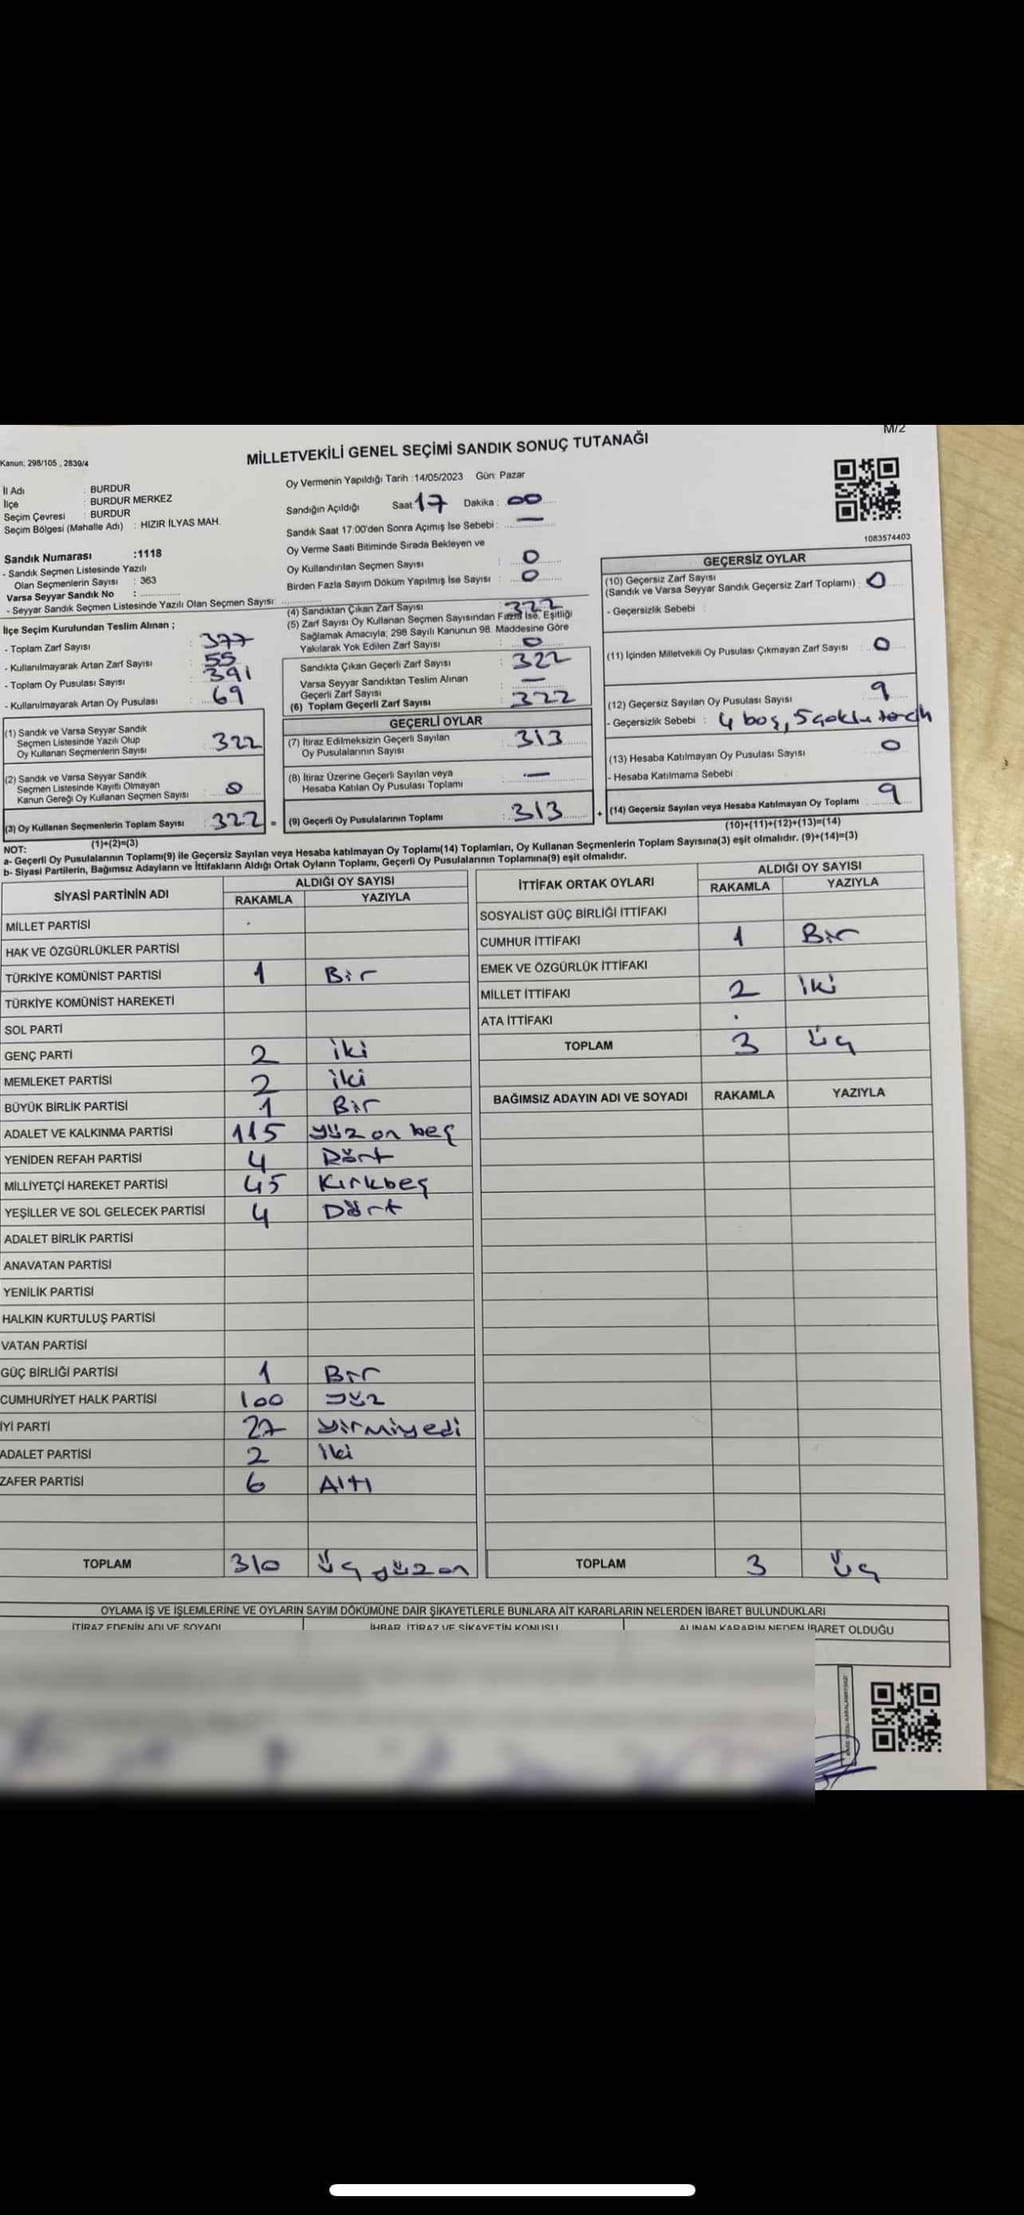 M/2
MİLLETVEKİLİ GENEL SEÇİMİ SANDIK SONUÇ TUTANAĞI
Kanun: 298/105 , 2839/4
İl Adı : BURDUR
İlçe : BURDUR MERKEZ
Seçim Çevresi : BURDUR
Seçim Bölgesi (Mahalle Adı) : HIZIR İLYAS MAH.
Sandık Numarası :1118
- Sandık Seçmen Listesinde Yazılı
Olan Seçmenlerin Sayısı : 363
Varsa Seyyar Sandık No :
- Seyyar Sandık Seçmen Listesinde Yazılı Olan Seçmen Sayısı:
Oy Vermenin Yapıldığı Tarih :14/05/2023 Gün: Pazar
Sandığın Açıldığı Saat 17 Dakika : 00
Sandık Saat 17:00'den Sonra Açımış İse Sebebi : —
Oy Verme Saati Bitiminde Sırada Bekleyen ve
Oy Kullandırılan Seçmen Sayısı : 0
Birden Fazla Sayım Döküm Yapılmış İse Sayısı : 0
1083574403
İlçe Seçim Kurulundan Teslim Alınan ;
- Toplam Zarf Sayısı : 377
- Kullanılmayarak Artan Zarf Sayısı : 55
- Toplam Oy Pusulası Sayısı : 391
- Kullanılmayarak Artan Oy Pusulası : 69
(1) Sandık ve Varsa Seyyar Sandık
Seçmen Listesinde Yazılı Olup
Oy Kullanan Seçmenlerin Sayısı : 322
(2) Sandık ve Varsa Seyyar Sandık
Seçmen Listesinde Kayıtlı Olmayan
Kanun Gereği Oy Kullanan Seçmen Sayısı : 0
(3) Oy Kullanan Seçmenlerin Toplam Sayısı : 322 =
(1)+(2)=(3)
(4) Sandıktan Çıkan Zarf Sayısı : 322
(5) Zarf Sayısı Oy Kullanan Seçmen Sayısından Fazla İse, Eşitliği
Sağlamak Amacıyla; 298 Sayılı Kanunun 98. Maddesine Göre
Yakılarak Yok Edilen Zarf Sayısı : 0
Sandıkta Çıkan Geçerli Zarf Sayısı : 322
Varsa Seyyar Sandıktan Teslim Alınan
Geçerli Zarf Sayısı : —
(6) Toplam Geçerli Zarf Sayısı : 322
GEÇERLİ OYLAR
(7) İtiraz Edilmeksizin Geçerli Sayılan
Oy Pusulalarının Sayısı : 313
(8) İtiraz Üzerine Geçerli Sayılan veya
Hesaba Katılan Oy Pusulası Toplamı : —
(9) Geçerli Oy Pusulalarının Toplamı : 313 +
GEÇERSİZ OYLAR
(10) Geçersiz Zarf Sayısı
(Sandık ve Varsa Seyyar Sandık Geçersiz Zarf Toplamı) : 0
- Geçersizlik Sebebi :
(11) İçinden Milletvekili Oy Pusulası Çıkmayan Zarf Sayısı : 0
(12) Geçersiz Sayılan Oy Pusulası Sayısı : 9
- Geçersizlik Sebebi : 4 boş, 5 çoklu tercih
(13) Hesaba Katılmayan Oy Pusulası Sayısı : 0
- Hesaba Katılmama Sebebi :
(14) Geçersiz Sayılan veya Hesaba Katılmayan Oy Toplamı : 9
(10)+(11)+(12)+(13)=(14)
NOT:
a- Geçerli Oy Pusulalarının Toplamı(9) ile Geçersiz Sayılan veya Hesaba katılmayan Oy Toplamı(14) Toplamları, Oy Kullanan Seçmenlerin Toplam Sayısına(3) eşit olmalıdır. (9)+(14)=(3)
b- Siyasi Partilerin, Bağımsız Adayların ve İttifakların Aldığı Ortak Oyların Toplamı, Geçerli Oy Pusulalarının Toplamına(9) eşit olmalıdır.
SİYASİ PARTİNİN ADI ALDIĞI OY SAYISI
RAKAMLA YAZIYLA
MİLLET PARTİSİ
HAK VE ÖZGÜRLÜKLER PARTİSİ
TÜRKİYE KOMÜNİST PARTİSİ 1 Bir
TÜRKİYE KOMÜNİST HAREKETİ
SOL PARTİ
GENÇ PARTİ 2 iki
MEMLEKET PARTİSİ 2 iki
BÜYÜK BİRLİK PARTİSİ 1 Bir
ADALET VE KALKINMA PARTİSİ 115 yüz on beş
YENİDEN REFAH PARTİSİ 4 Dört
MİLLİYETÇİ HAREKET PARTİSİ 45 Kırkbeş
YEŞİLLER VE SOL GELECEK PARTİSİ 4 Dört
ADALET BİRLİK PARTİSİ
ANAVATAN PARTİSİ
YENİLİK PARTİSİ
HALKIN KURTULUŞ PARTİSİ
VATAN PARTİSİ
GÜÇ BİRLİĞİ PARTİSİ 1 Bir
CUMHURİYET HALK PARTİSİ 100 yüz
İYİ PARTİ 27 yirmiyedi
ADALET PARTİSİ 2 iki
ZAFER PARTİSİ 6 Altı
TOPLAM 310 Üç yüz on
İTTİFAK ORTAK OYLARI ALDIĞI OY SAYISI
RAKAMLA YAZIYLA
SOSYALİST GÜÇ BİRLİĞİ İTTİFAKI
CUMHUR İTTİFAKI 1 Bir
EMEK VE ÖZGÜRLÜK İTTİFAKI
MİLLET İTTİFAKI 2 iki
ATA İTTİFAKI
TOPLAM 3 üç
BAĞIMSIZ ADAYIN ADI VE SOYADI RAKAMLA YAZIYLA
TOPLAM 3 üç
OYLAMA İŞ VE İŞLEMLERİNE VE OYLARIN SAYIM DÖKÜMÜNE DAİR ŞİKAYETLERLE BUNLARA AİT KARARLARIN NELERDEN İBARET BULUNDUKLARI
İTİRAZ EDENİN ADI VE SOYADI İHBAR, İTİRAZ VE ŞİKAYETİN KONUSU ALINAN KARARIN NEDEN İBARET OLDUĞU